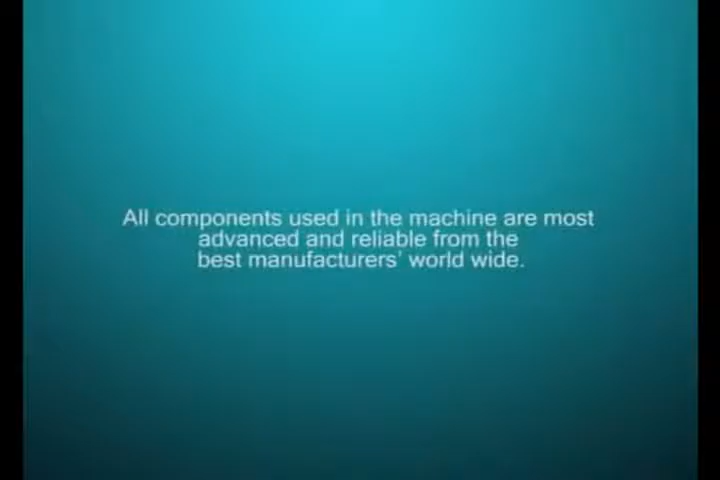 All components used in the machine are most
advanced and reliable from the
best manufacturers’ world wide.